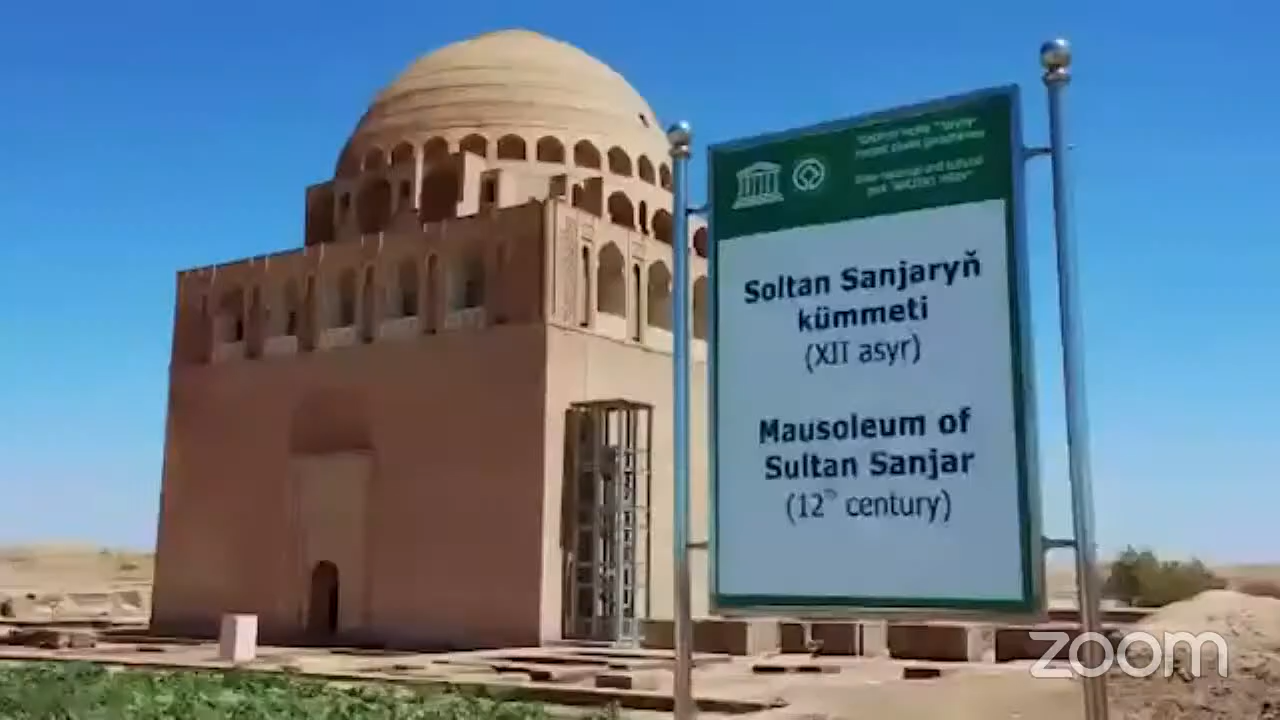 Soltan Sanjaryň
kümmeti
(XII asyr)
Mausoleum of
Sultan Sanjar
(12th century)
zoom